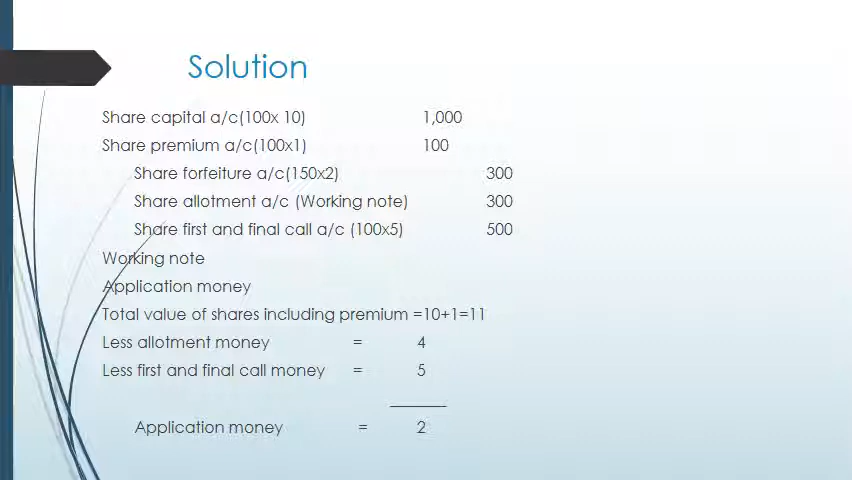 Solution
Share capital a/c(100x 10) 1,000
Share premium a/c(100x1) 100
Share forfeiture a/c(150x2) 300
Share allotment a/c (Working note) 300
Share first and final call a/c (100x5) 500
Working note
Application money
Total value of shares including premium =10+1=11
Less allotment money = 4
Less first and final call money = 5
Application money = 2